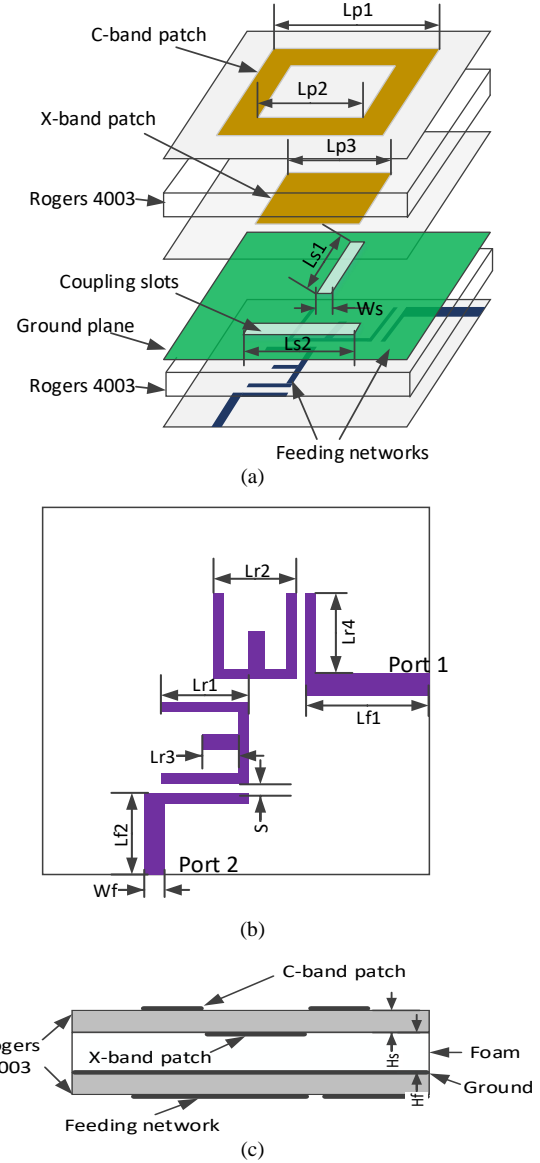 Lp1
C-band patch
Lp2
X-band patch
Lp3
Rogers 4003
Ls1
Coupling slots
Ws
Ground plane
Ls2
Rogers 4003
Feeding networks
(a)
Lr2
Lr4
Port 1
Lr1
Lf1
Lr3
S
Lf2
Port 2
Wf
(b)
C-band patch
ogers
003
X-band patch
Hs
Foam
Hf
Ground
Feeding network
(c)